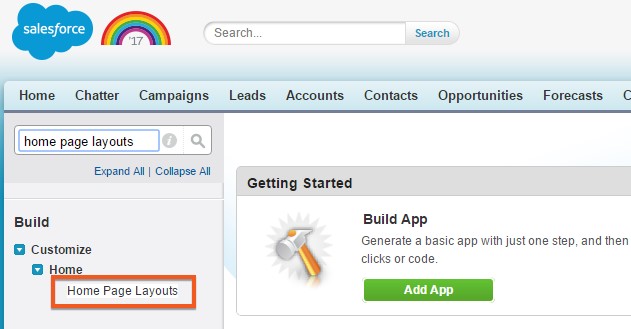 salesforce
'17
Search... Search
Home Chatter Campaigns Leads Accounts Contacts Opportunities Forecasts C
home page layouts i
Expand All | Collapse All
Getting Started
Build
Build App
Customize
Generate a basic app with just one step, and then
clicks or code.
Home
Home Page Layouts
Add App